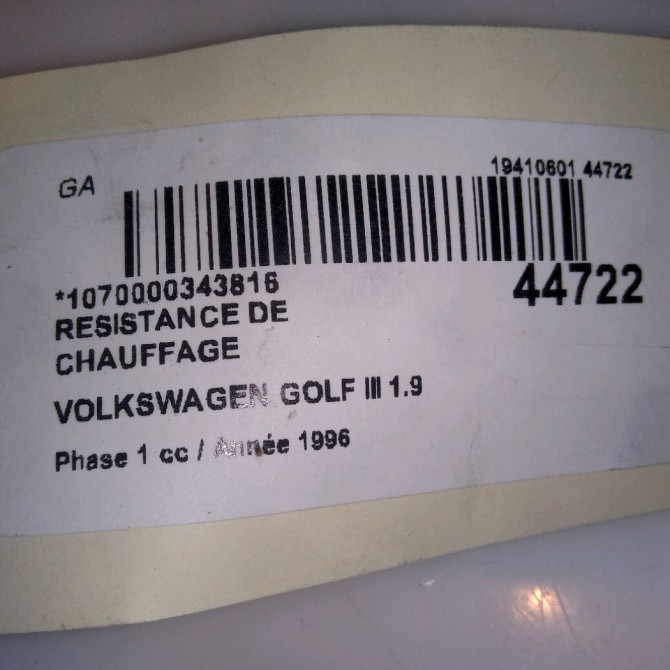 GA
19410601 44722
*1070000343816
44722
RESISTANCE DE
CHAUFFAGE
VOLKSWAGEN GOLF III 1.9
Phase 1 cc / Année 1996